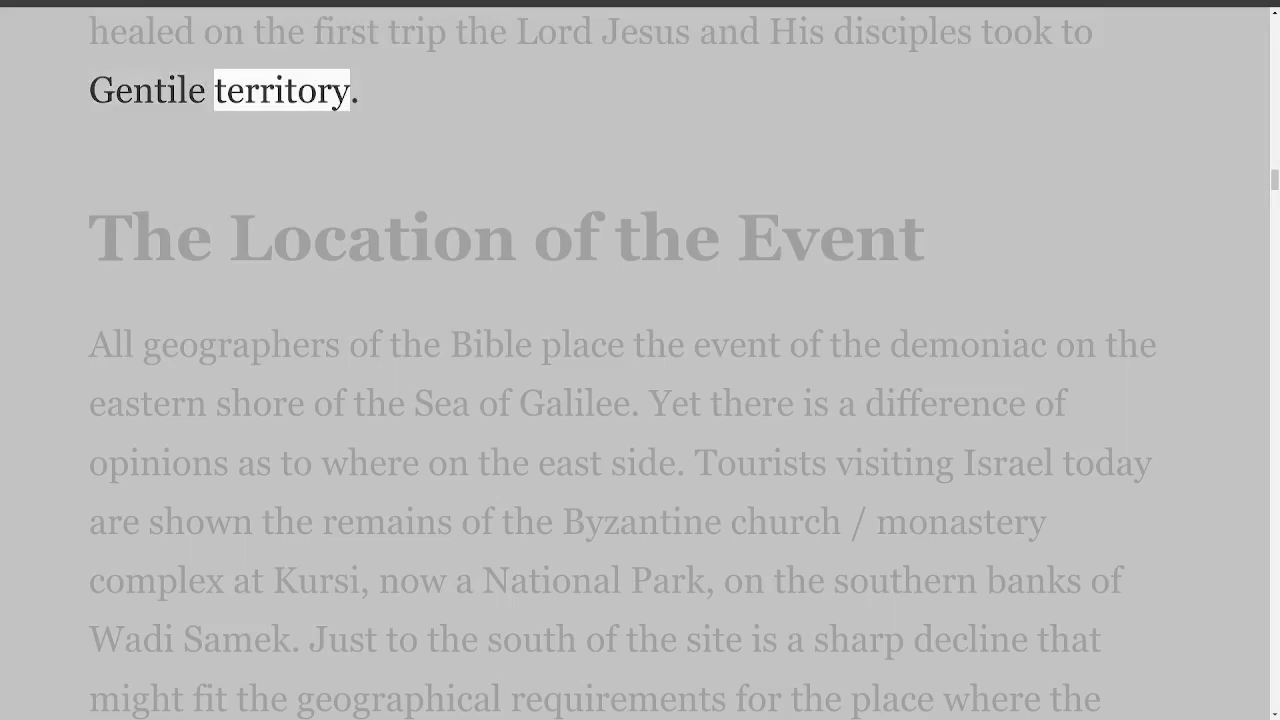 healed on the first trip the Lord Jesus and His disciples took to
Gentile territory.
The Location of the Event
All geographers of the Bible place the event of the demoniac on the
eastern shore of the Sea of Galilee. Yet there is a difference of
opinions as to where on the east side. Tourists visiting Israel today
are shown the remains of the Byzantine church / monastery
complex at Kursi, now a National Park, on the southern banks of
Wadi Samek. Just to the south of the site is a sharp decline that
might fit the geographical requirements for the place where the